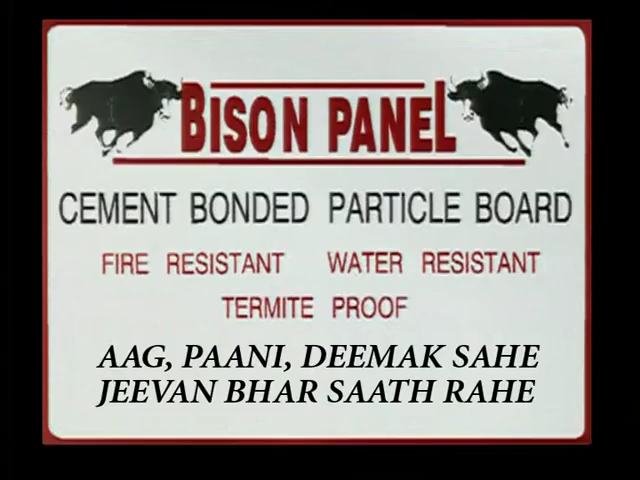 BISON PANEL
CEMENT BONDED PARTICLE BOARD
FIRE RESISTANT WATER RESISTANT
TERMITE PROOF
AAG, PAANI, DEEMAK SAHE
JEEVAN BHAR SAATH RAHE